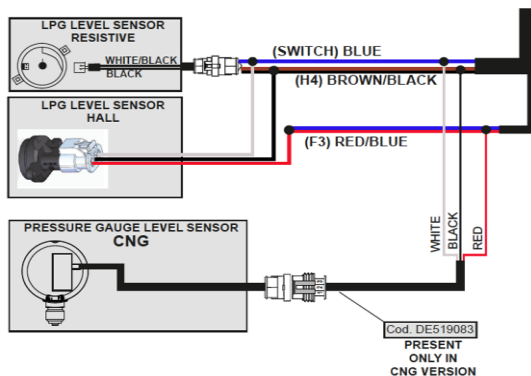 LPG LEVEL SENSOR
RESISTIVE
WHITE/BLACK
BLACK
(SWITCH) BLUE
(H4) BROWN/BLACK
LPG LEVEL SENSOR
HALL
(F3) RED/BLUE
PRESSURE GAUGE LEVEL SENSOR
CNG
WHITE
BLACK
RED
Cod. DE519083
PRESENT
ONLY IN
CNG VERSION